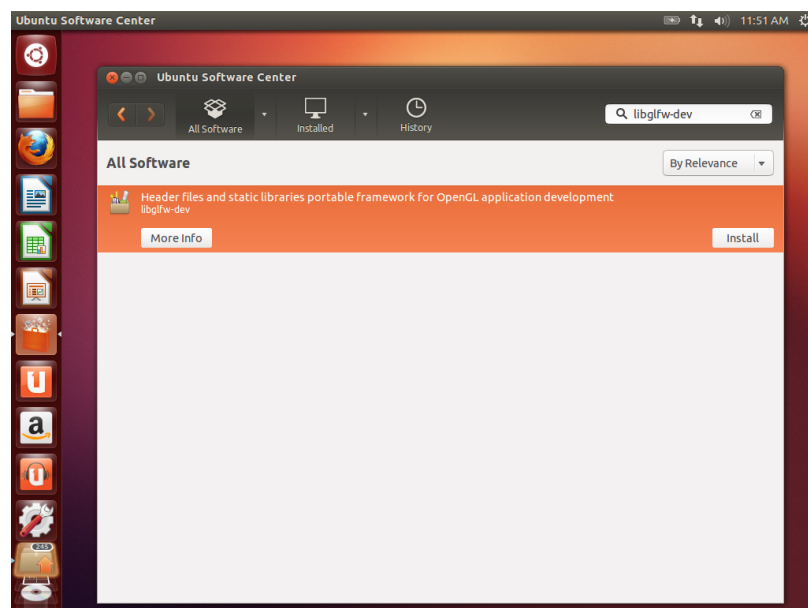 Ubuntu Software Center
11:51 AM
Ubuntu Software Center
All Software
Installed
History
libglfw-dev
All Software
By Relevance
Header files and static libraries portable framework for OpenGL application development
libglfw-dev
More Info
Install
U
a
U
245